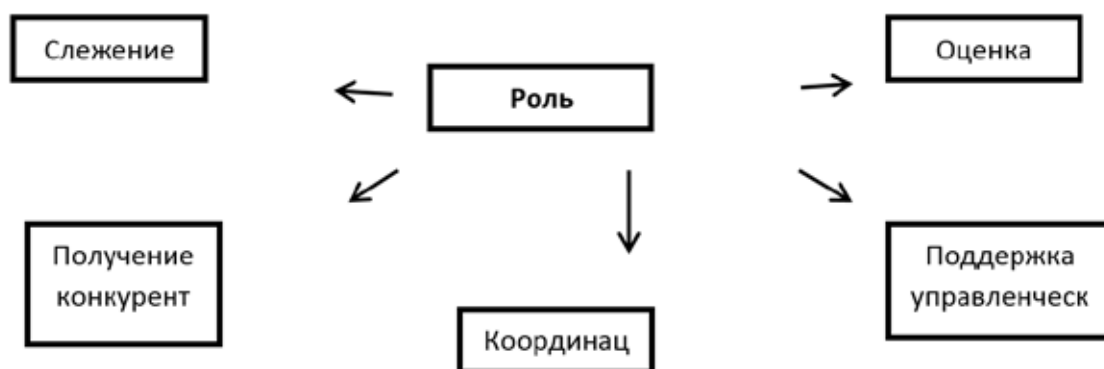 Слежение
Роль
Оценка
Получение
конкурент
Координац
Поддержка
управленческ